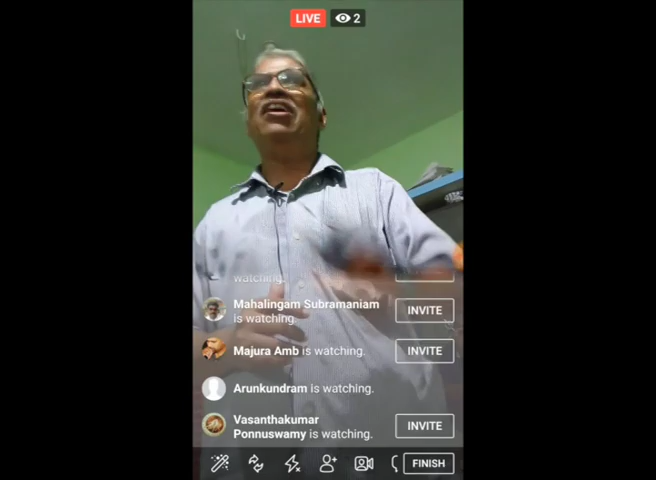 LIVE 2
watching.
Mahalingam Subramaniam
is watching.
INVITE
Majura Amb is watching.
INVITE
Arunkundram is watching.
Vasanthakumar
Ponnuswamy is watching.
INVITE
FINISH